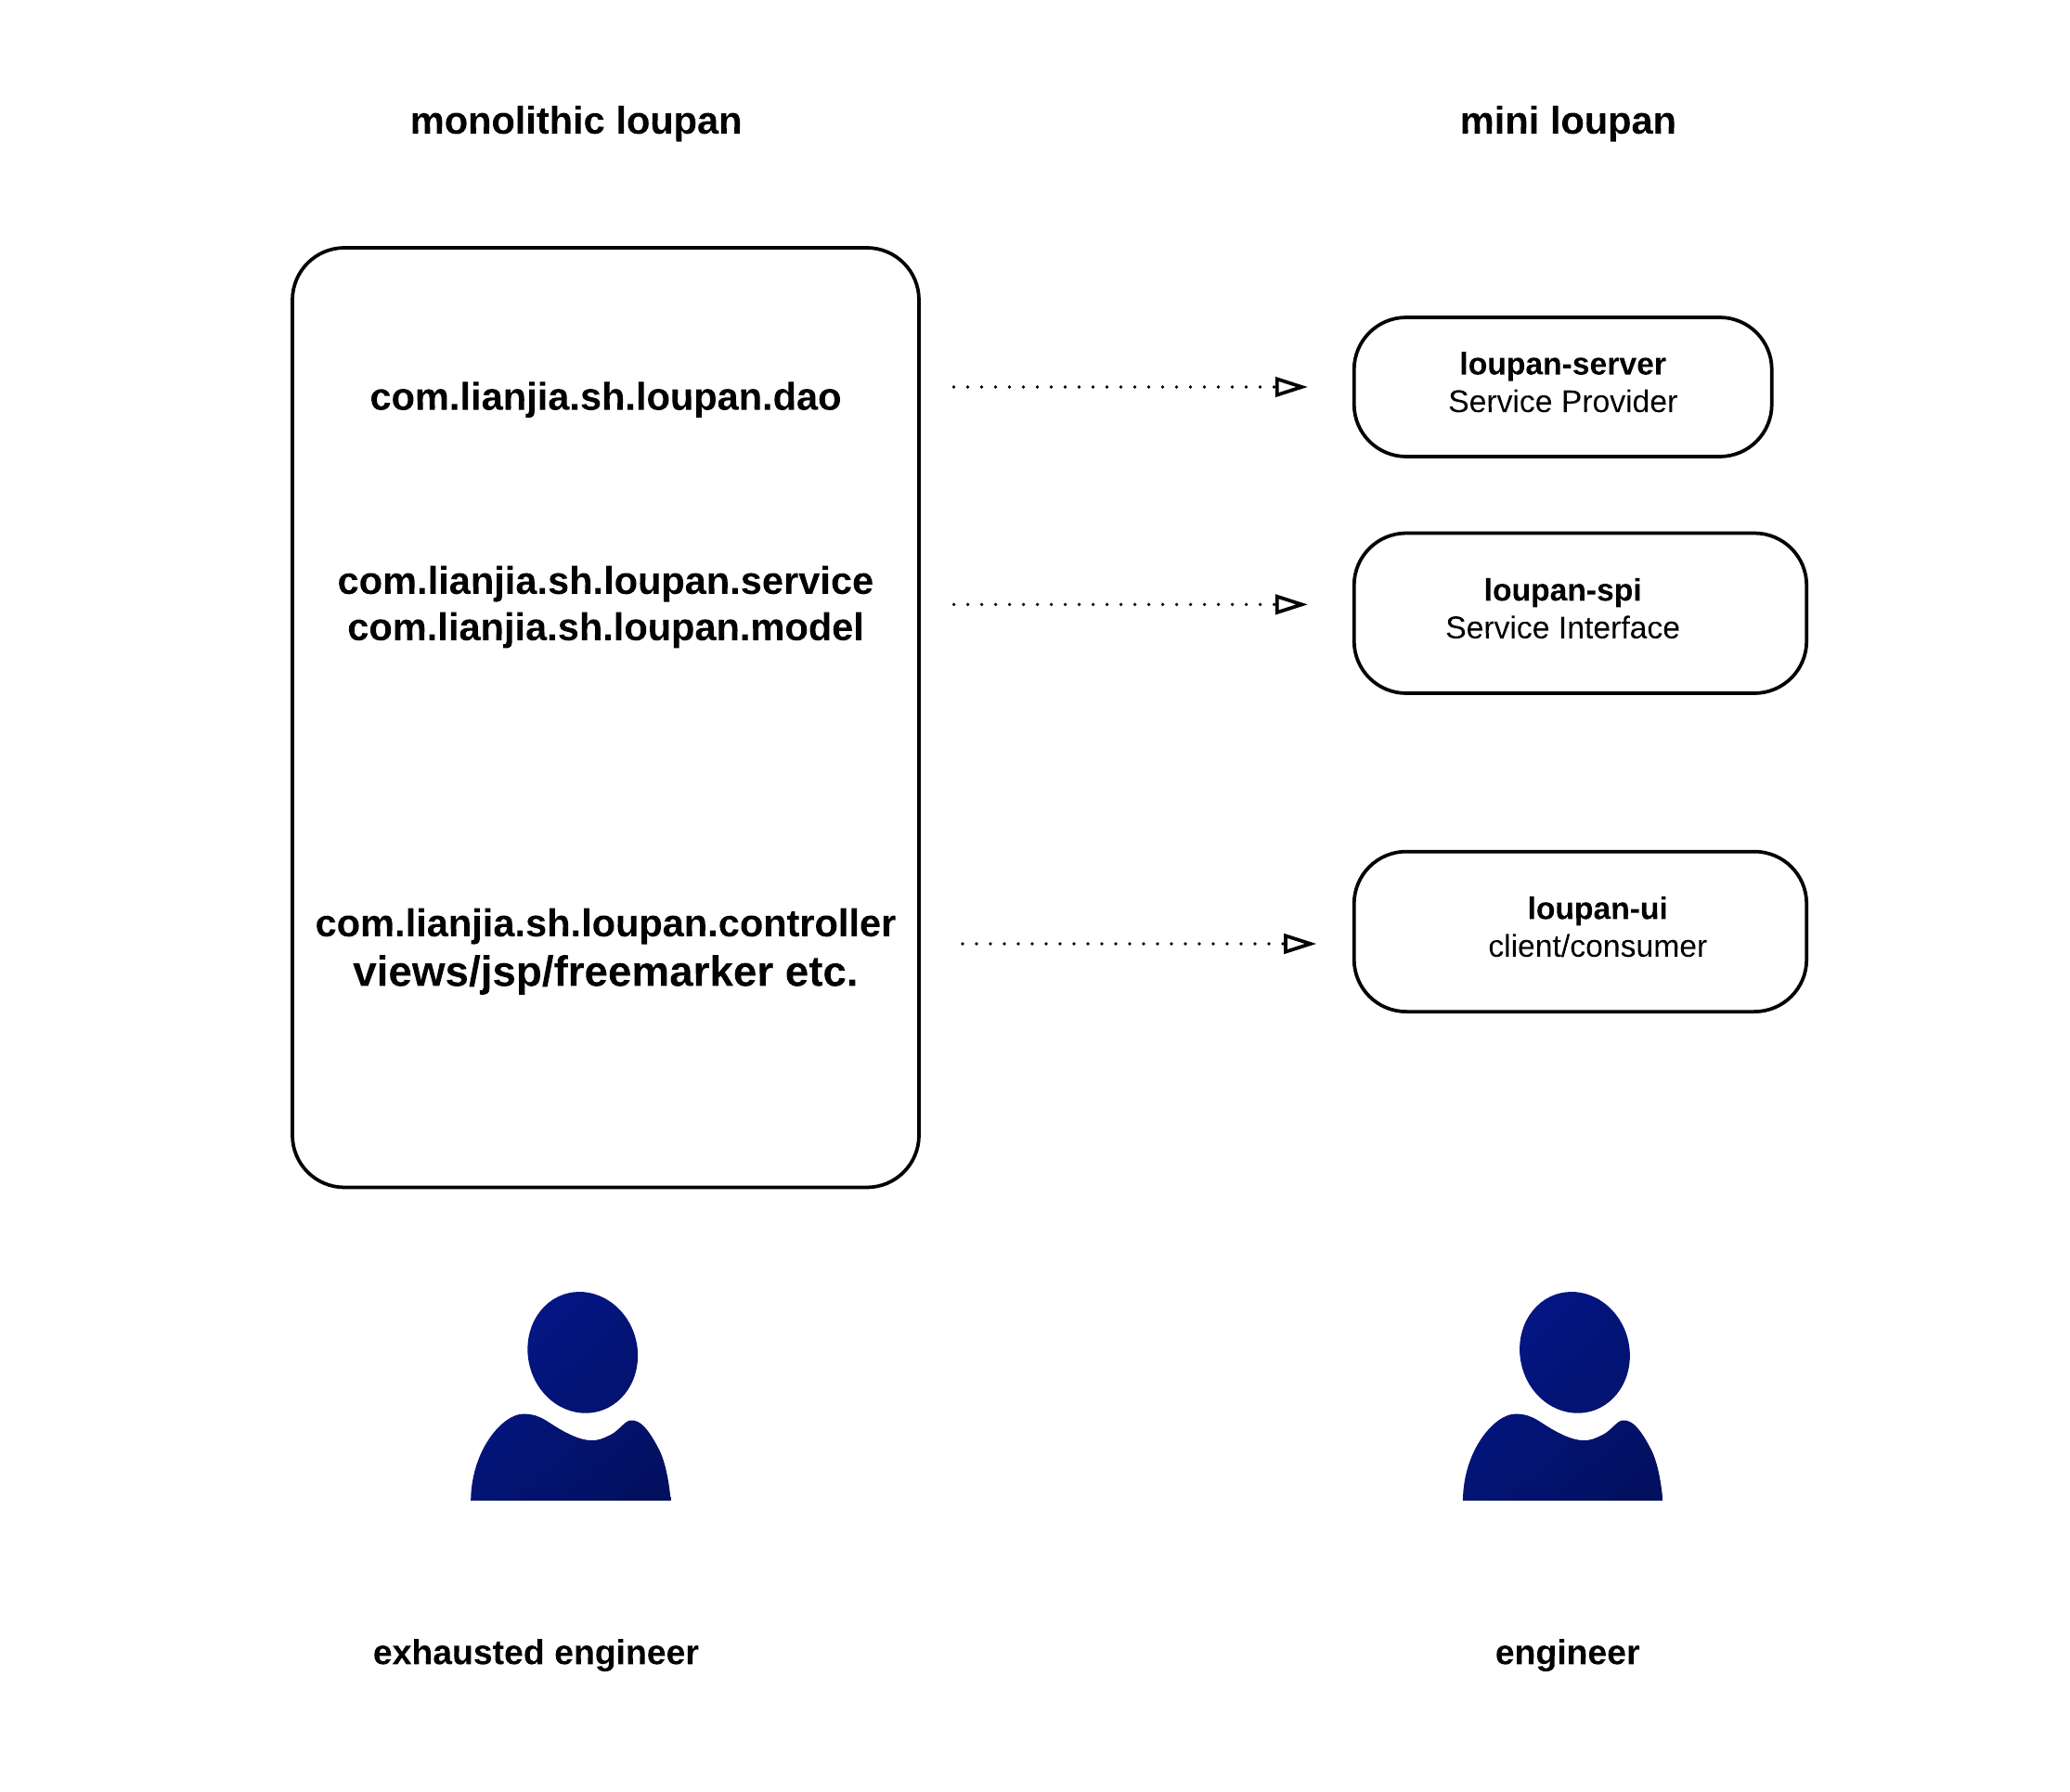 monolithic loupan
mini loupan
com.lianjia.sh.loupan.dao
com.lianjia.sh.loupan.service
com.lianjia.sh.loupan.model
com.lianjia.sh.loupan.controller
views/jsp/freemarker etc.
loupan-server
Service Provider
loupan-spi
Service Interface
loupan-ui
client/consumer
exhausted engineer
engineer